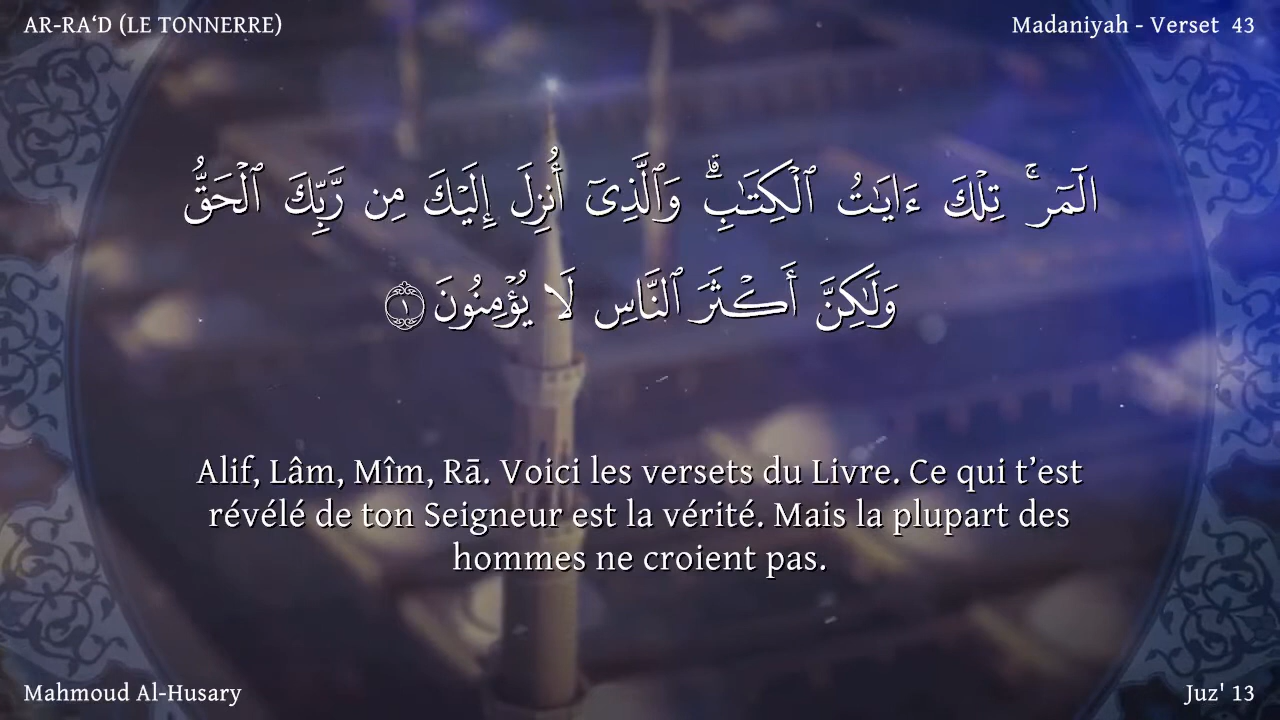 AR-RA‘D (LE TONNERRE)
Madaniyah - Verset 43
الٓمٓرۚ تِلۡكَ ءَايَٰتُ ٱلۡكِتَٰبِۗ وَٱلَّذِيٓ أُنزِلَ إِلَيۡكَ مِن رَّبِّكَ ٱلۡحَقُّ
وَلَٰكِنَّ أَكۡثَرَ ٱلنَّاسِ لَا يُؤۡمِنُونَ ١
Alif, Lâm, Mîm, Rā. Voici les versets du Livre. Ce qui t’est
révélé de ton Seigneur est la vérité. Mais la plupart des
hommes ne croient pas.
Mahmoud Al-Husary
Juz' 13